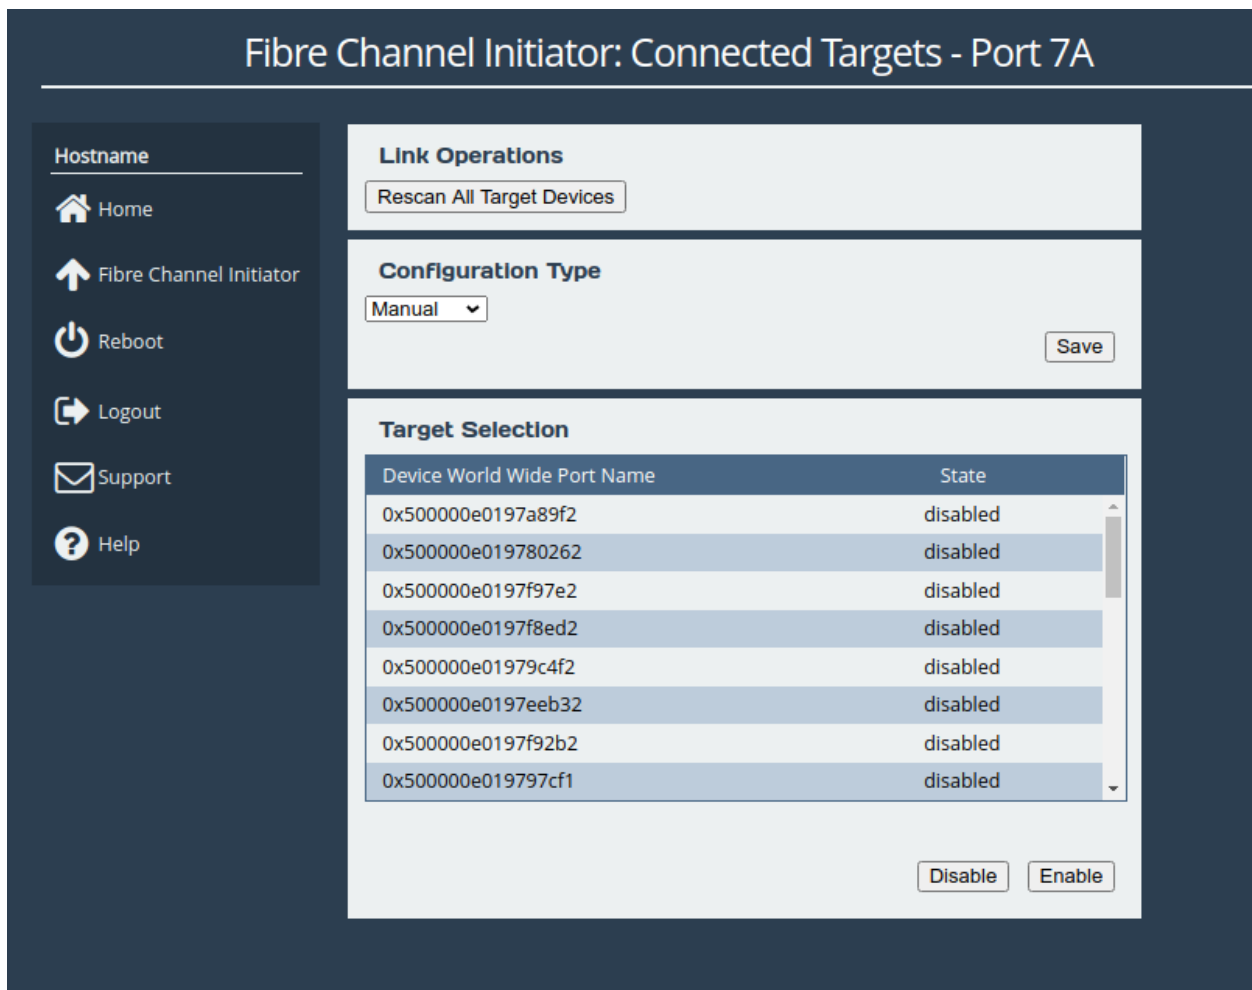 Fibre Channel Initiator: Connected Targets - Port 7A
Hostname
Home
Fibre Channel Initiator
Reboot
Logout
Support
Help
Link Operations
Rescan All Target Devices
Configuration Type
Manual
Save
Target Selection
Device World Wide Port Name State
0x500000e0197a89f2 disabled
0x500000e019780262 disabled
0x500000e0197f97e2 disabled
0x500000e0197f8ed2 disabled
0x500000e01979c4f2 disabled
0x500000e0197eeb32 disabled
0x500000e0197f92b2 disabled
0x500000e019797cf1 disabled
Disable Enable